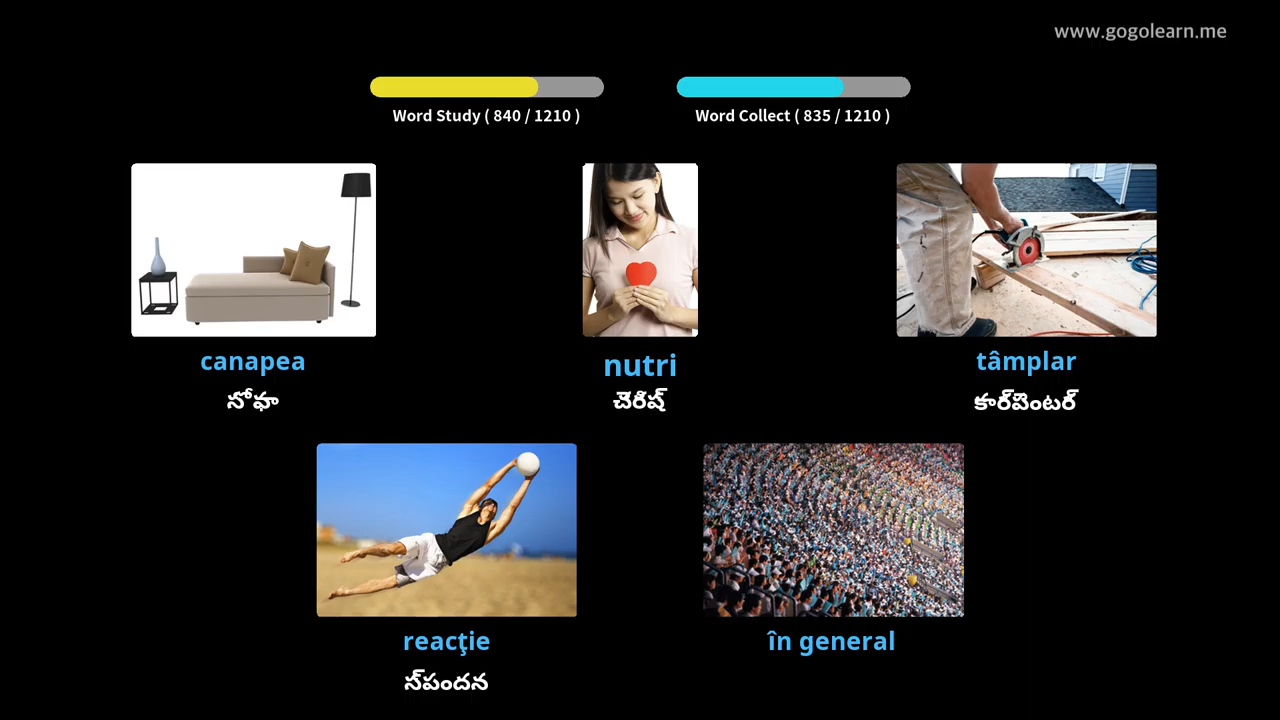 www.gogolearn.me
Word Study ( 840 / 1210 )
Word Collect ( 835 / 1210 )
canapea
సోఫా
nutri
చెరిష్
tâmplar
కార్పెంటర్
reacţie
స్పందన
în general